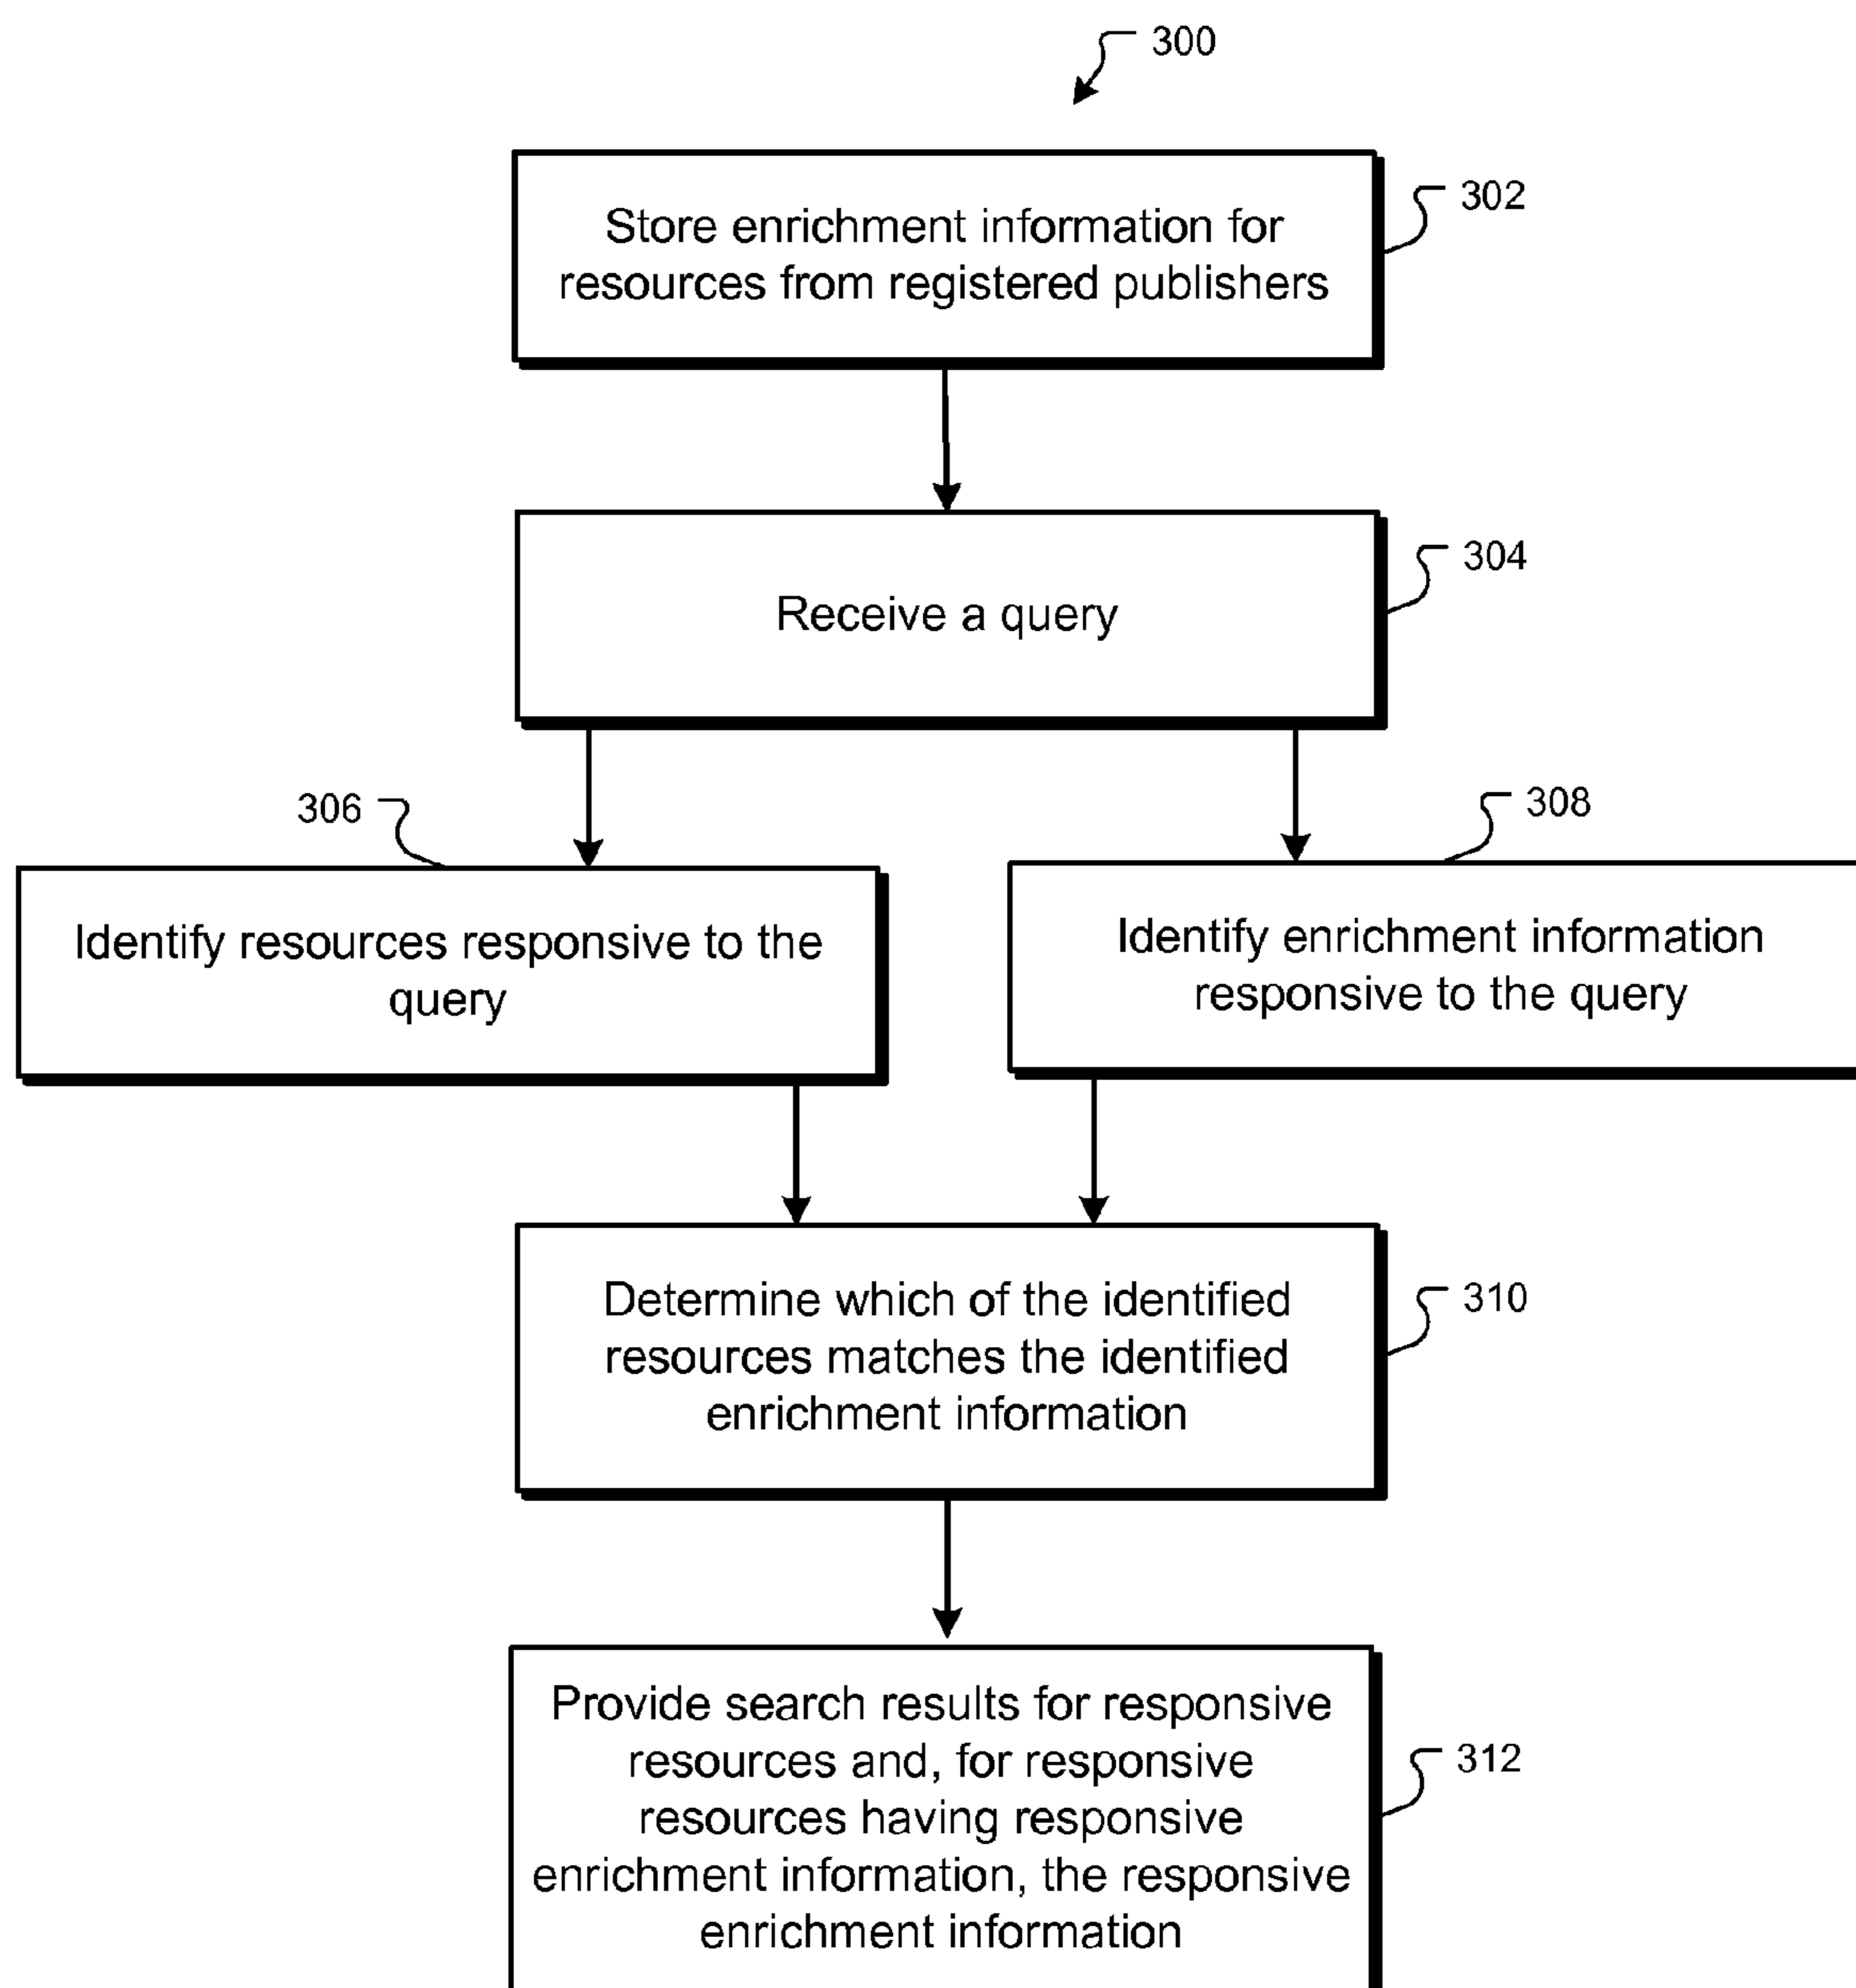 300
Store enrichment information for
resources from registered publishers
302
Receive a query
304
306
308
Identify resources responsive to the
query
Identify enrichment information
responsive to the query
Determine which of the identified
resources matches the identified
enrichment information
310
Provide search results for responsive
resources and, for responsive
resources having responsive
enrichment information, the responsive
enrichment information
312